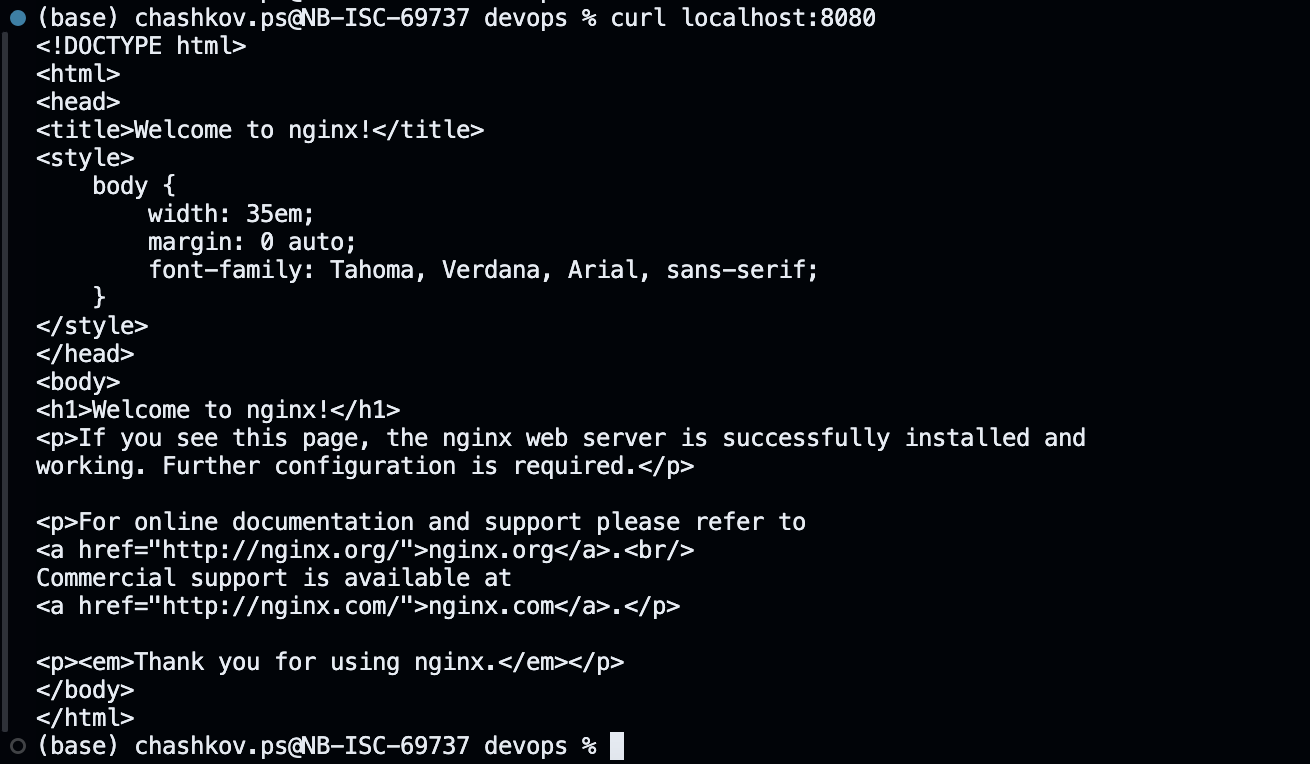 (base) chashkov.ps@NB-ISC-69737 devops % curl localhost:8080
<!DOCTYPE html>
<html>
<head>
<title>Welcome to nginx!</title>
<style>
    body {
        width: 35em;
        margin: 0 auto;
        font-family: Tahoma, Verdana, Arial, sans-serif;
    }
</style>
</head>
<body>
<h1>Welcome to nginx!</h1>
<p>If you see this page, the nginx web server is successfully installed and
working. Further configuration is required.</p>

<p>For online documentation and support please refer to
<a href="http://nginx.org/">nginx.org</a>.<br/>
Commercial support is available at
<a href="http://nginx.com/">nginx.com</a>.</p>

<p><em>Thank you for using nginx.</em></p>
</body>
</html>
(base) chashkov.ps@NB-ISC-69737 devops %